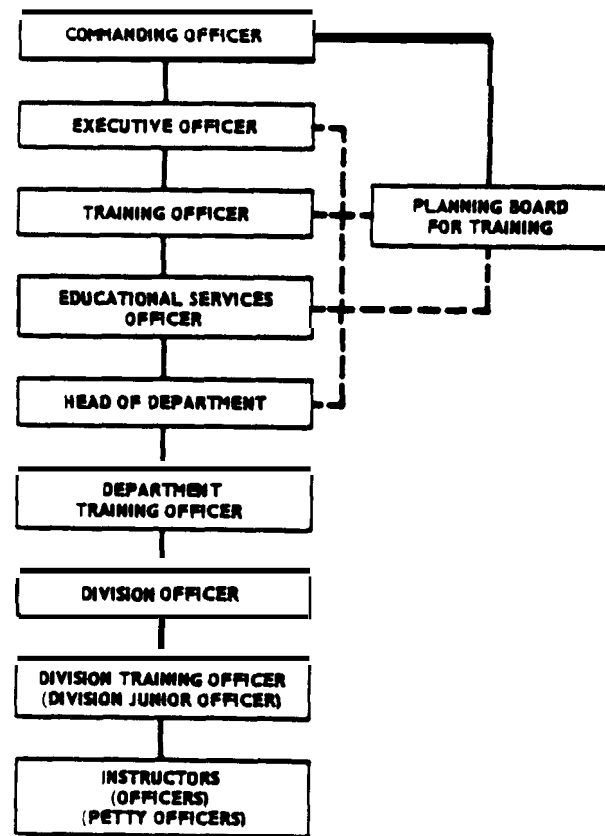 COMMANDING OFFICER
EXECUTIVE OFFICER
TRAINING OFFICER
PLANNING BOARD
FOR TRAINING
EDUCATIONAL SERVICES
OFFICER
HEAD OF DEPARTMENT
DEPARTMENT
TRAINING OFFICER
DIVISION OFFICER
DIVISION TRAINING OFFICER
(DIVISION JUNIOR OFFICER)
INSTRUCTORS
(OFFICERS)
(PETTY OFFICERS)